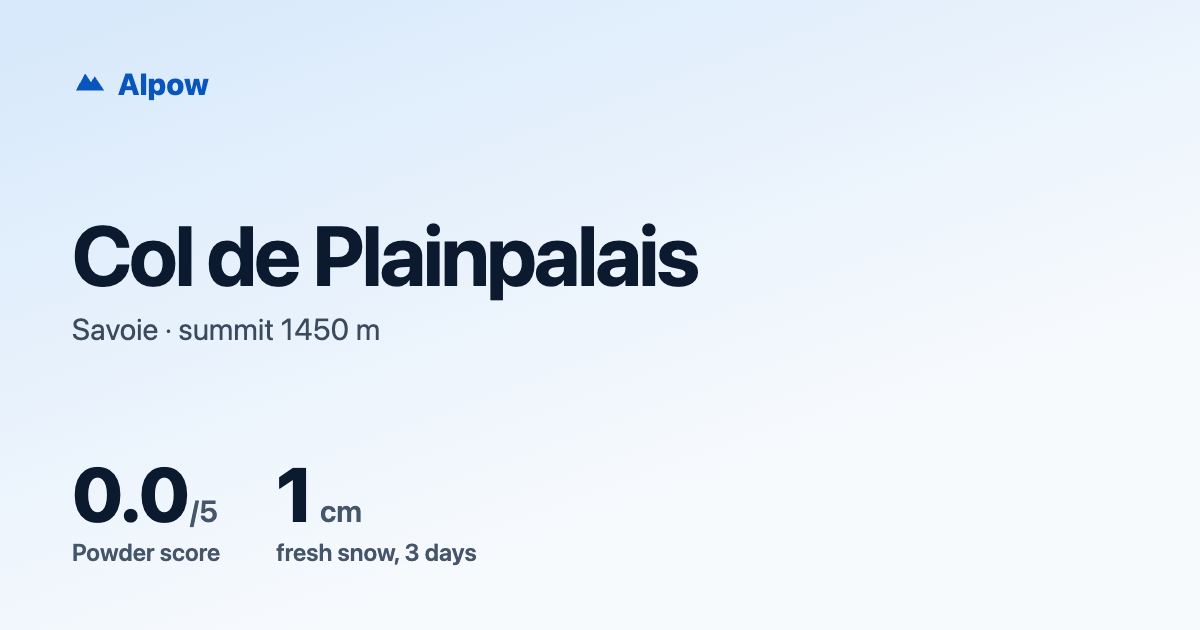 Alpow
Col de Plainpalais
Savoie · summit 1450 m
0.0/5 1 cm
Powder score fresh snow, 3 days